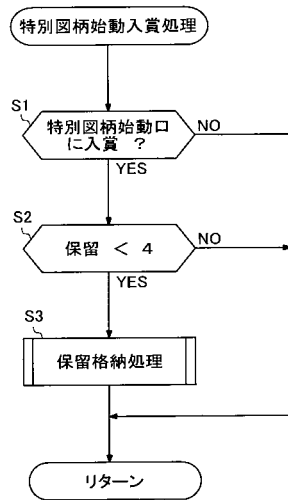 特別図柄始動入賞処理
S1
特別図柄始動口
に入賞 ?
NO
YES
S2
保留 < 4
NO
YES
S3
保留格納処理
リターン